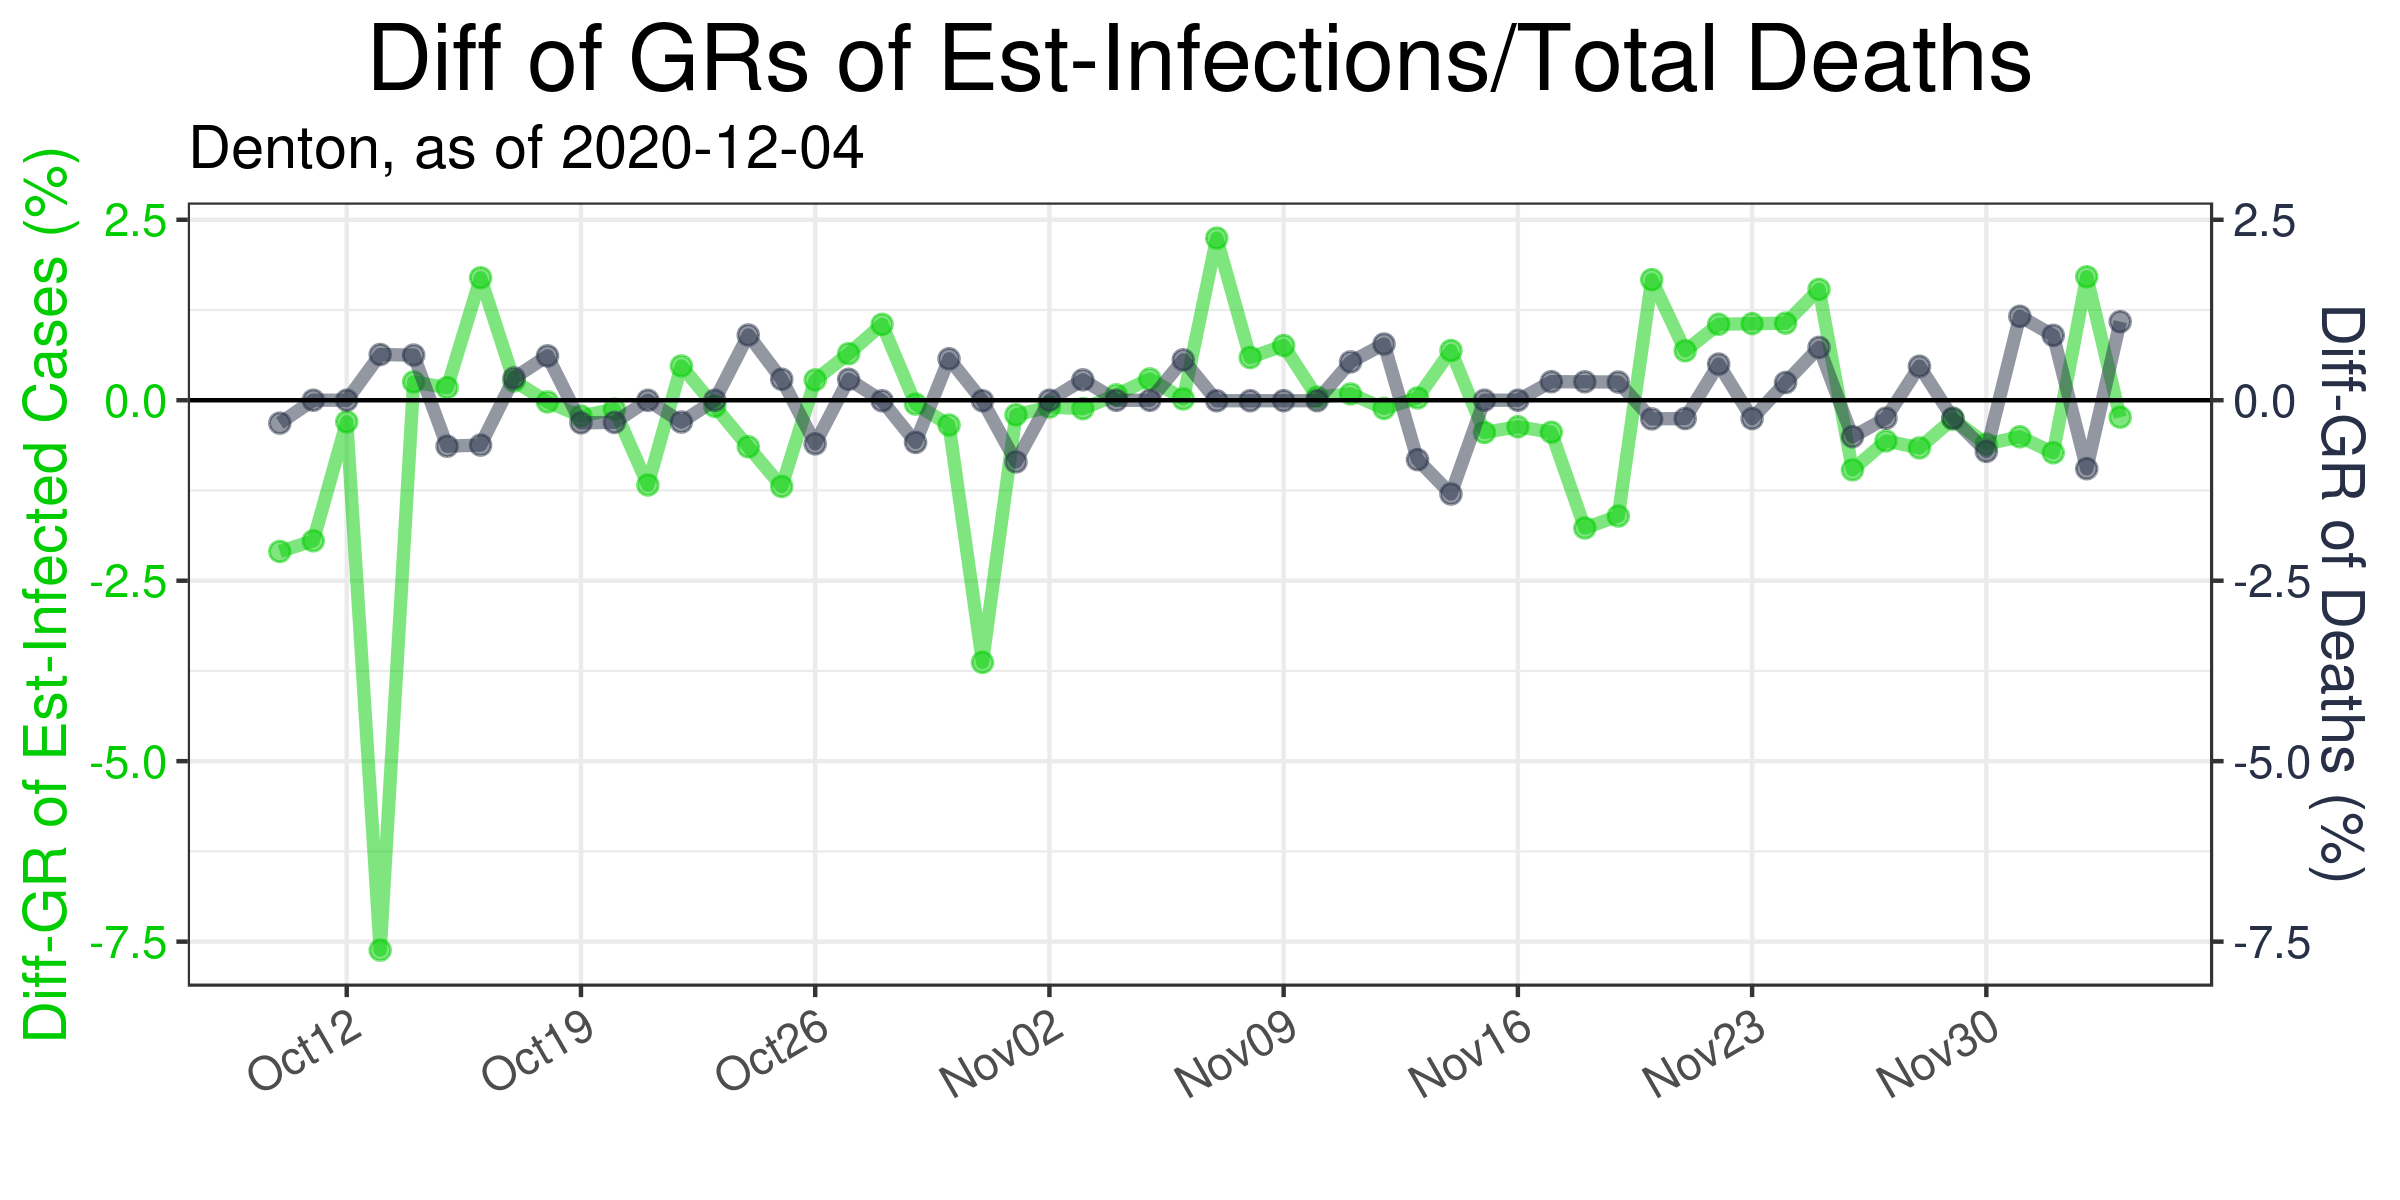 Diff of GRs of Est-Infections/Total Deaths
Denton, as of 2020-12-04
Diff-GR of Est-Infected Cases (%)
2.5
0.0
-2.5
-5.0
-7.5
2.5
0.0
-2.5
-5.0
-7.5
Diff-GR of Deaths (%)
Oct12
Oct19
Oct26
Nov02
Nov09
Nov16
Nov23
Nov30